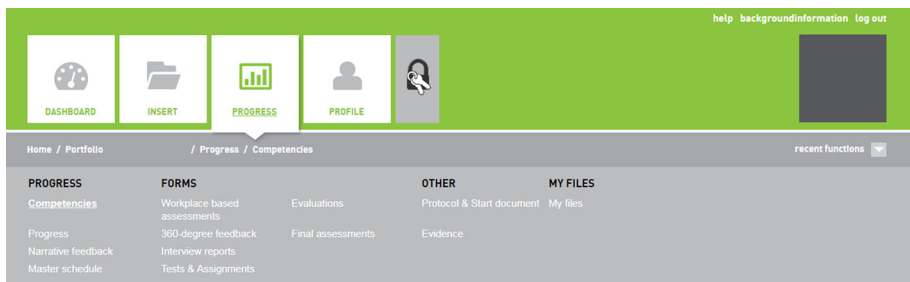 help backgroundinformation log out
DASHBOARD INSERT PROGRESS PROFILE
Home / Portfolio / Progress / Competencies recent functions
PROGRESS FORMS OTHER MY FILES
Competencies Workplace based assessments Evaluations Protocol & Start document My files
Progress 360-degree feedback Final assessments Evidence
Narrative feedback Interview reports
Master schedule Tests & Assignments